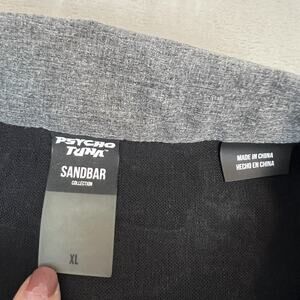 PSYCHO
TUNA
SANDBAR
COLLECTION
XL
MADE IN CHINA
HECHO EN CHINA